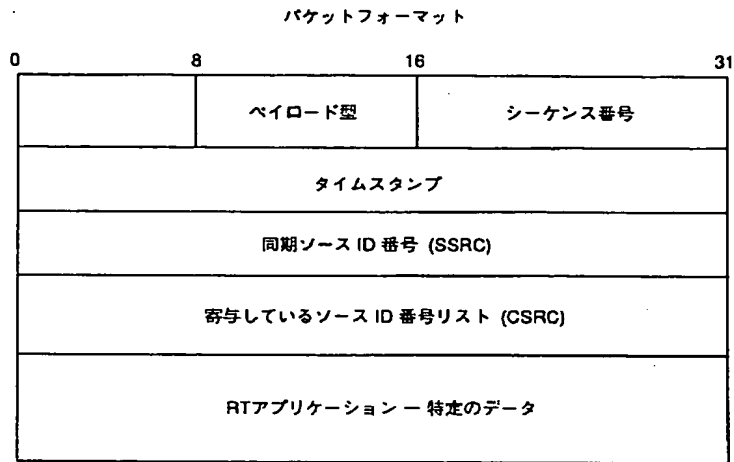 パケットフォーマット
0 8 16 31
ペイロード型 シーケンス番号
タイムスタンプ
同期ソース ID 番号 (SSRC)
寄与しているソース ID 番号リスト (CSRC)
RTアプリケーション ー 特定のデータ